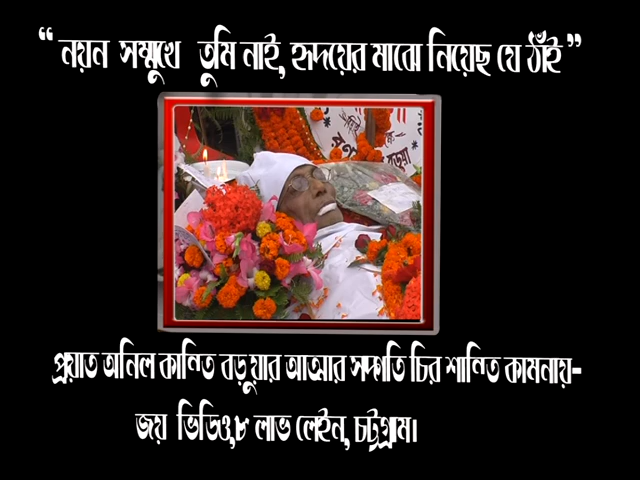 “ নয়ন সম্মুখে তুমি নাই, হৃদয়ের মাঝে নিয়েছ যে ঠাঁই ”
প্রয়াত অনিল কান্তি বড়ুয়ার আত্মার সদ্গতি চির শান্তি কামনায়-
জয় ভিডিও,৮ লাভ লেইন, চট্টগ্রাম।